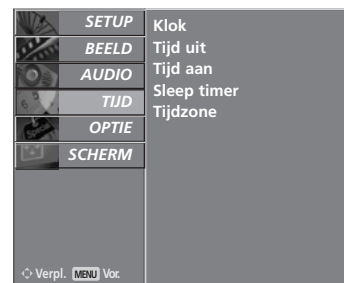 SETUP
BEELD
AUDIO
TIJD
OPTIE
SCHERM
Klok
Tijd uit
Tijd aan
Sleep timer
Tijdzone
Verpl. MENU Vor.